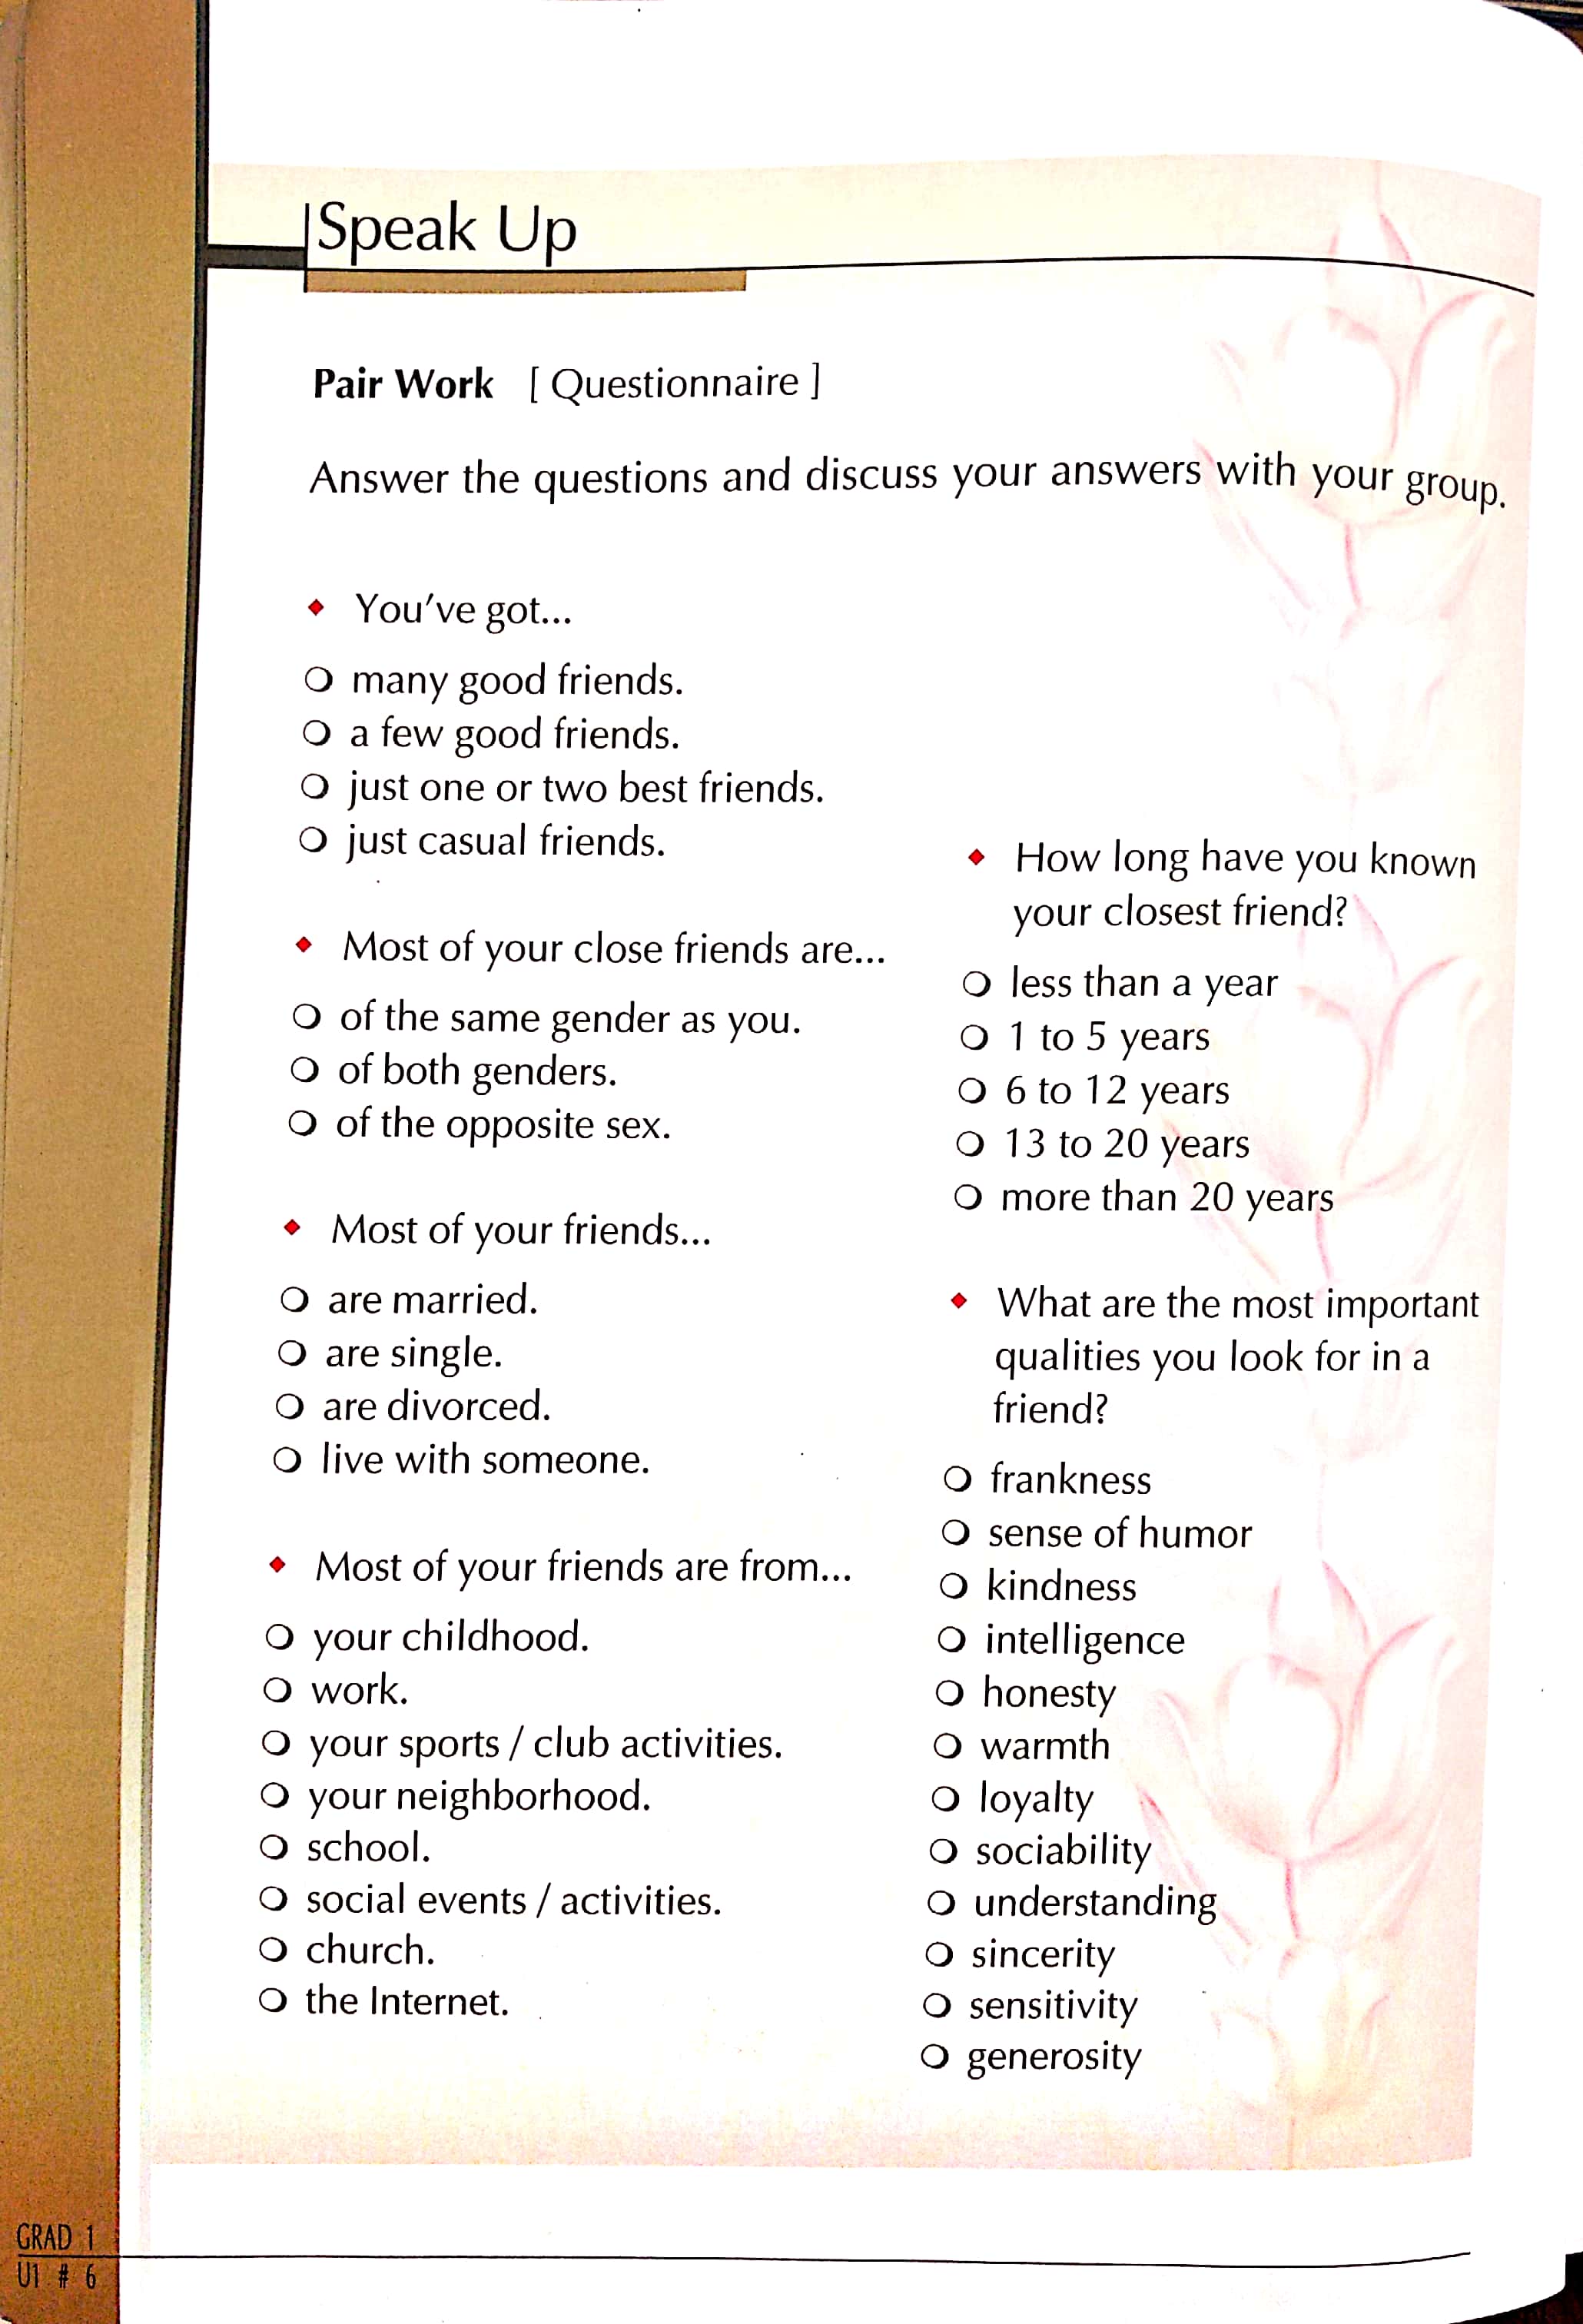 Speak Up
Pair Work [ Questionnaire ]
Answer the questions and discuss your answers with your group.
You've got...
many good friends.
a few good friends.
just one or two best friends.
just casual friends.
Most of your close friends are...
of the same gender as you.
of both genders.
of the opposite sex.
Most of your friends...
are married.
are single.
are divorced.
live with someone.
Most of your friends are from...
your childhood.
work.
your sports / club activities.
your neighborhood.
school.
social events / activities.
church.
the Internet.
How long have you known
your closest friend?
less than a year
1 to 5 years
6 to 12 years
13 to 20 years
more than 20 years
What are the most important
qualities you look for in a
friend?
frankness
sense of humor
kindness
intelligence
honesty
warmth
loyalty
sociability
understanding
sincerity
sensitivity
generosity
GRAD 1
U1 # 6